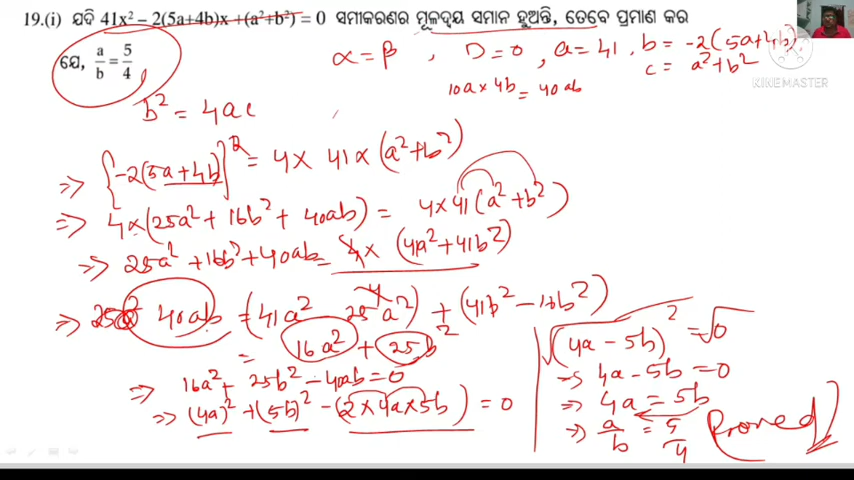 19.(i) ଯଦି 41x² – 2(5a+4b)x + (a²+b²) = 0 ସମୀକରଣର ମୂଳଦ୍ୱୟ ସମାନ ହୁଅନ୍ତି, ତେବେ ପ୍ରମାଣ କର
ଯେ, a/b = 5/4
α = β , D = 0 , a = 41 , b = -2(5a+4b)
c = a²+b²
10a × 4b = 40ab
b² = 4ac
⇒ {-2(5a+4b)}² = 4 × 41 × (a²+b²)
⇒ 4×(25a² + 16b² + 40ab) = 4×41(a²+b²)
⇒ 25a² + 16b² + 40ab = 4× (41a²+41b²)
⇒ 40ab = (41a² 25a²) + (41b² – 16b²)
= 16a² + 25b²
⇒ 16a² + 25b² – 40ab = 0
⇒ (4a)² + (5b)² – (2×4a×5b) = 0
√(4a – 5b)² = √0
⇒ 4a – 5b = 0
⇒ 4a = 5b
⇒ a/b = 5/4 (Proved)
KINEMASTER